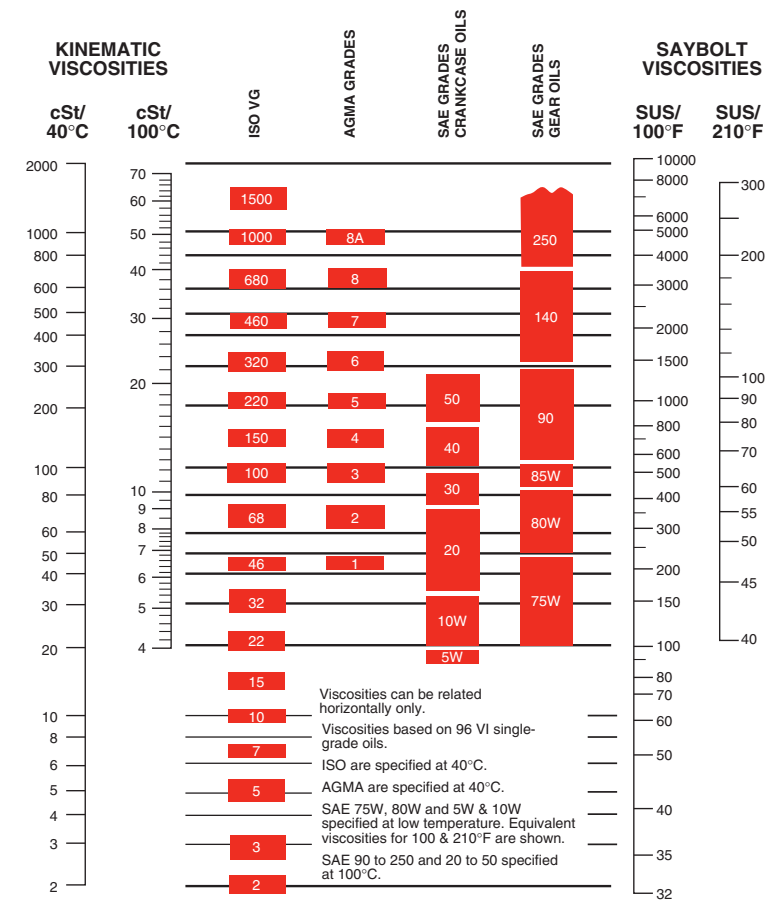 KINEMATIC
VISCOSITIES
cSt/
40°C
cSt/
100°C
ISO VG
AGMA GRADES
SAE GRADES
CRANKCASE OILS
SAE GRADES
GEAR OILS
SAYBOLT
VISCOSITIES
SUS/
100°F
SUS/
210°F
2000
1000
800
600
500
400
300
200
100
80
60
50
40
30
20
10
8
6
5
4
3
2
70
60
50
40
30
20
10
9
8
7
6
5
4
1500
1000
680
460
320
220
150
100
68
46
32
22
15
10
7
5
3
2
8A
8
7
6
5
4
3
2
1
50
40
30
20
10W
5W
250
140
90
85W
80W
75W
10000
8000
6000
5000
4000
3000
2000
1500
1000
800
600
500
400
300
200
150
100
80
70
60
50
40
35
32
300
200
100
90
80
70
60
55
50
45
40
Viscosities can be related
horizontally only.
Viscosities based on 96 VI single-
grade oils.
ISO are specified at 40°C.
AGMA are specified at 40°C.
SAE 75W, 80W and 5W & 10W
specified at low temperature. Equivalent
viscosities for 100 & 210°F are shown.
SAE 90 to 250 and 20 to 50 specified
at 100°C.